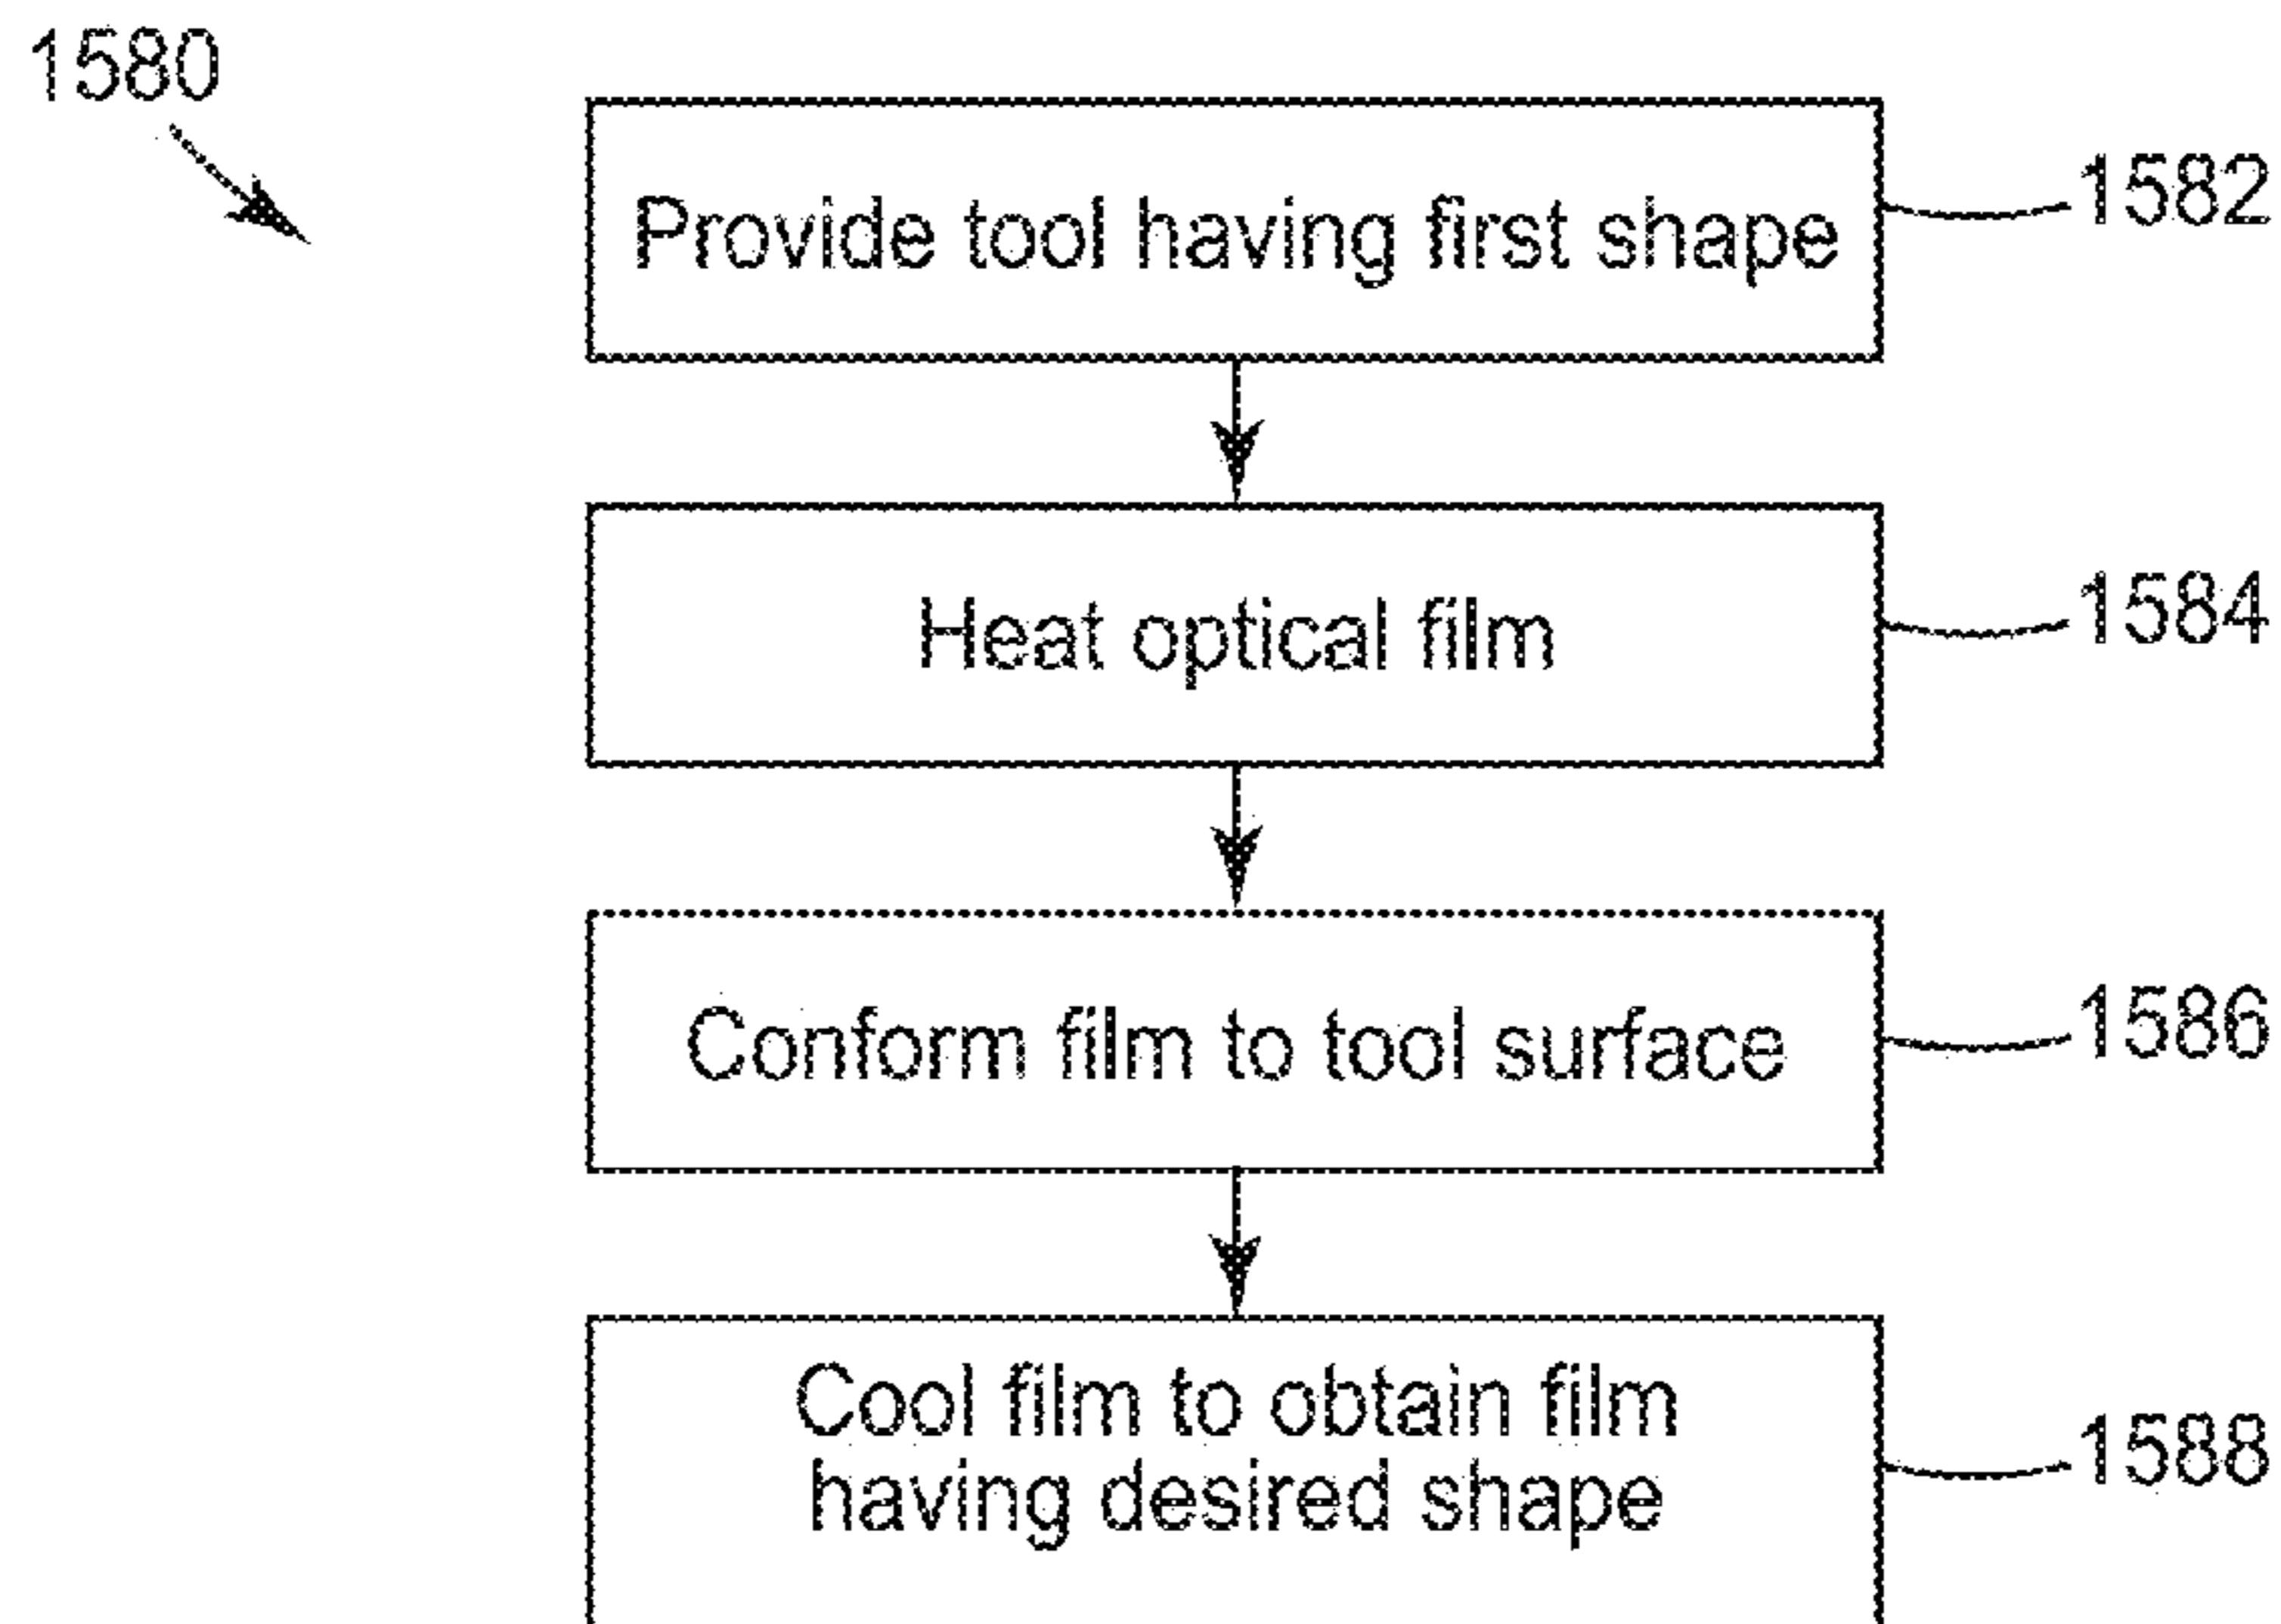 1580
Provide tool having first shape
1582
Heat optical film
1584
Conform film to tool surface
1586
Cool film to obtain film
having desired shape
1588